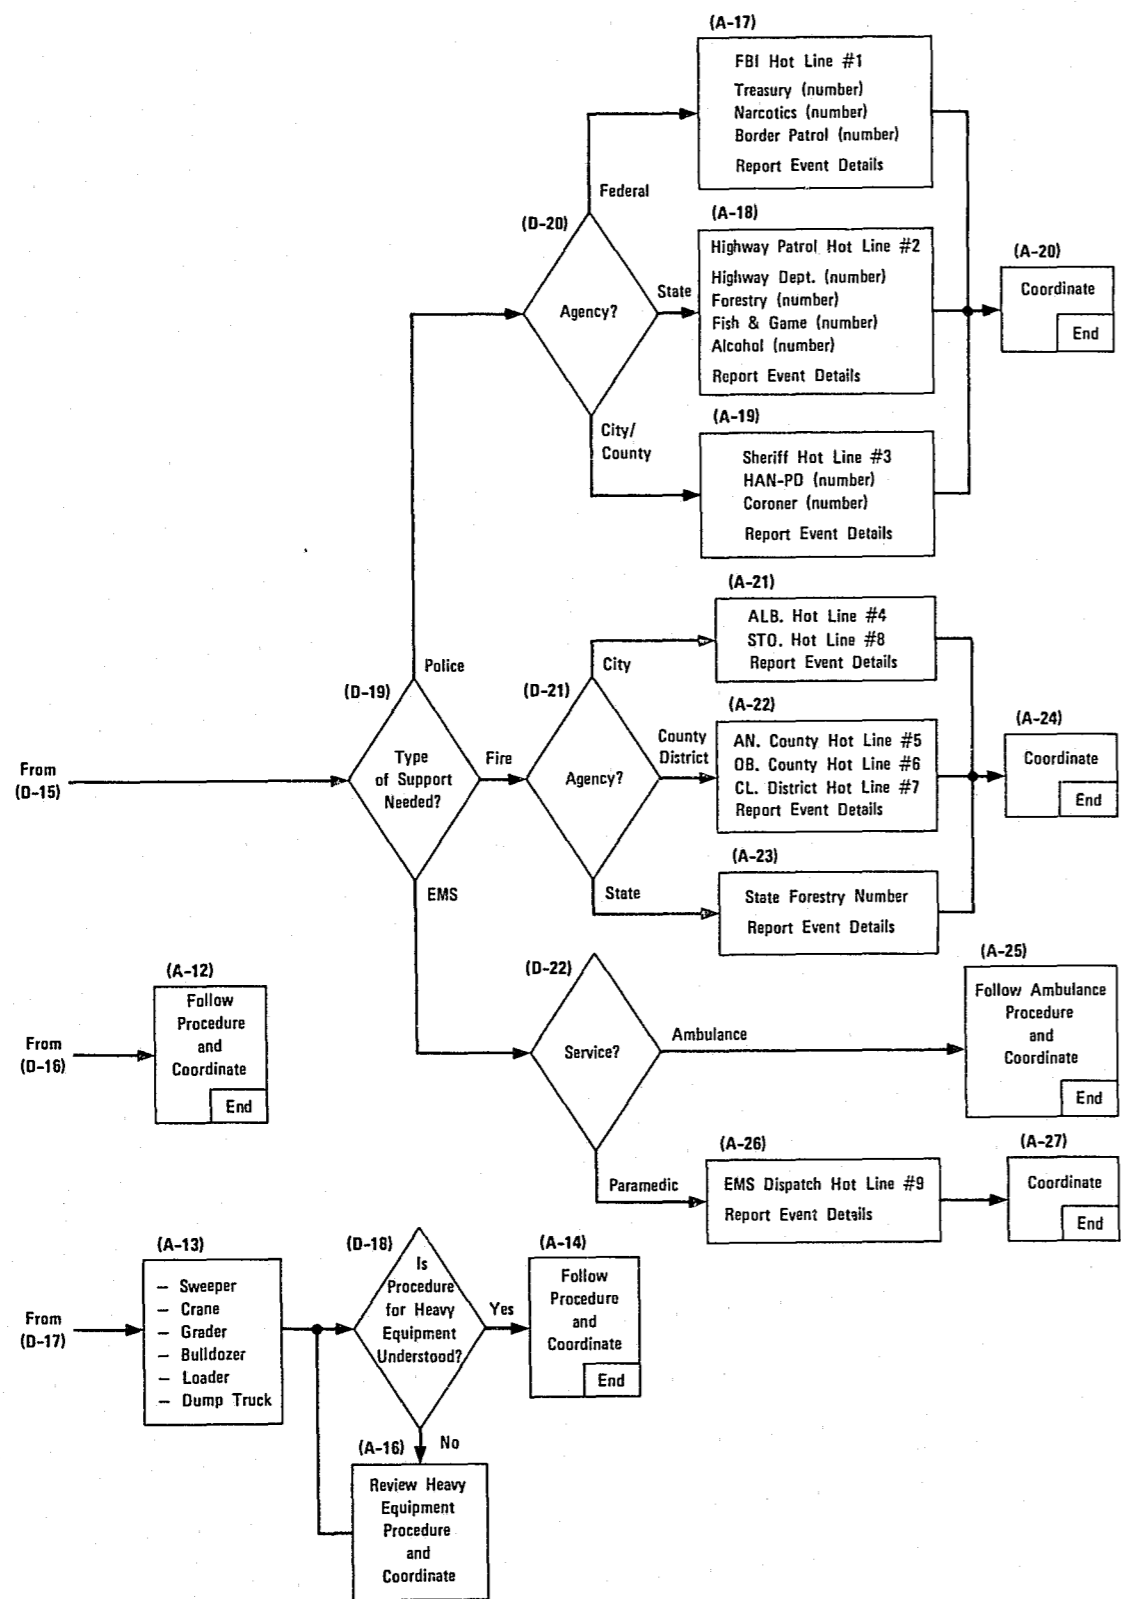 (A-17)
FBI Hot Line #1
Treasury (number)
Narcotics (number)
Border Patrol (number)
Report Event Details
Federal
(D-20)
Agency?
State
City/
County
(A-18)
Highway Patrol Hot Line #2
Highway Dept. (number)
Forestry (number)
Fish & Game (number)
Alcohol (number)
Report Event Details
(A-20)
Coordinate
End
(A-19)
Sheriff Hot Line #3
HAN-PD (number)
Coroner (number)
Report Event Details
From
(D-15)
(D-19)
Type
of Support
Needed?
Police
Fire
EMS
(D-21)
Agency?
City
County
District
State
(A-21)
ALB. Hot Line #4
STO. Hot Line #8
Report Event Details
(A-22)
AN. County Hot Line #5
OB. County Hot Line #6
CL. District Hot Line #7
Report Event Details
(A-24)
Coordinate
End
(A-23)
State Forestry Number
Report Event Details
From
(D-16)
(A-12)
Follow
Procedure
and
Coordinate
End
(D-22)
Service?
Ambulance
Paramedic
(A-25)
Follow Ambulance
Procedure
and
Coordinate
End
(A-26)
EMS Dispatch Hot Line #9
Report Event Details
(A-27)
Coordinate
End
From
(D-17)
(A-13)
– Sweeper
– Crane
– Grader
– Bulldozer
– Loader
– Dump Truck
(D-18)
Is
Procedure
for Heavy
Equipment
Understood?
Yes
No
(A-14)
Follow
Procedure
and
Coordinate
End
(A-16)
Review Heavy
Equipment
Procedure
and
Coordinate